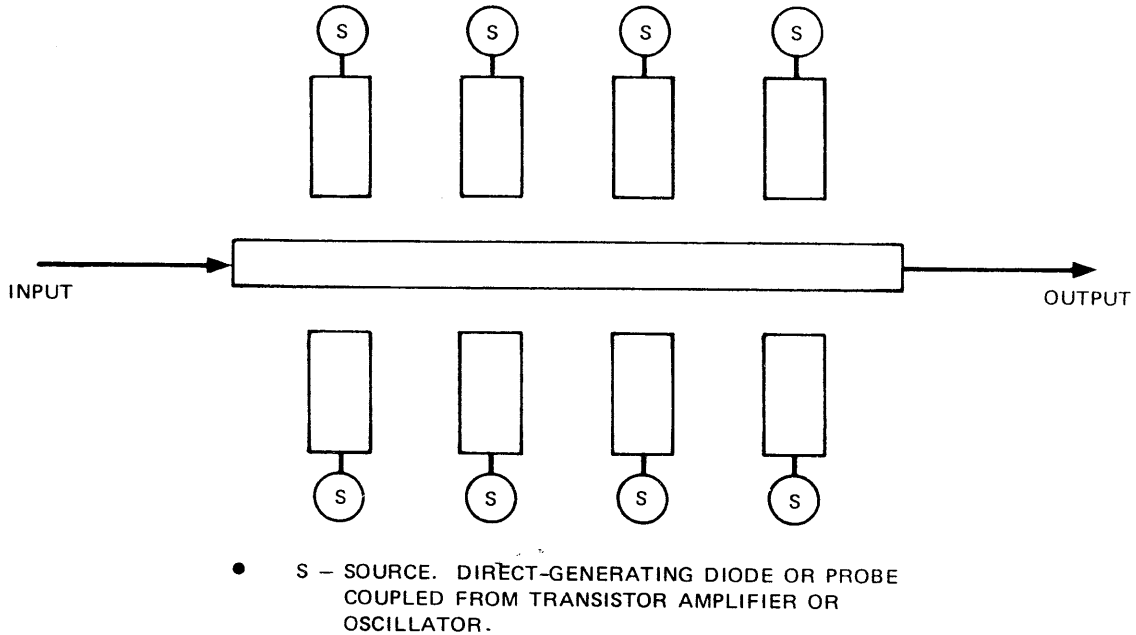 S S S S
INPUT
OUTPUT
S S S S
● S – SOURCE. DIRECT-GENERATING DIODE OR PROBE
COUPLED FROM TRANSISTOR AMPLIFIER OR
OSCILLATOR.